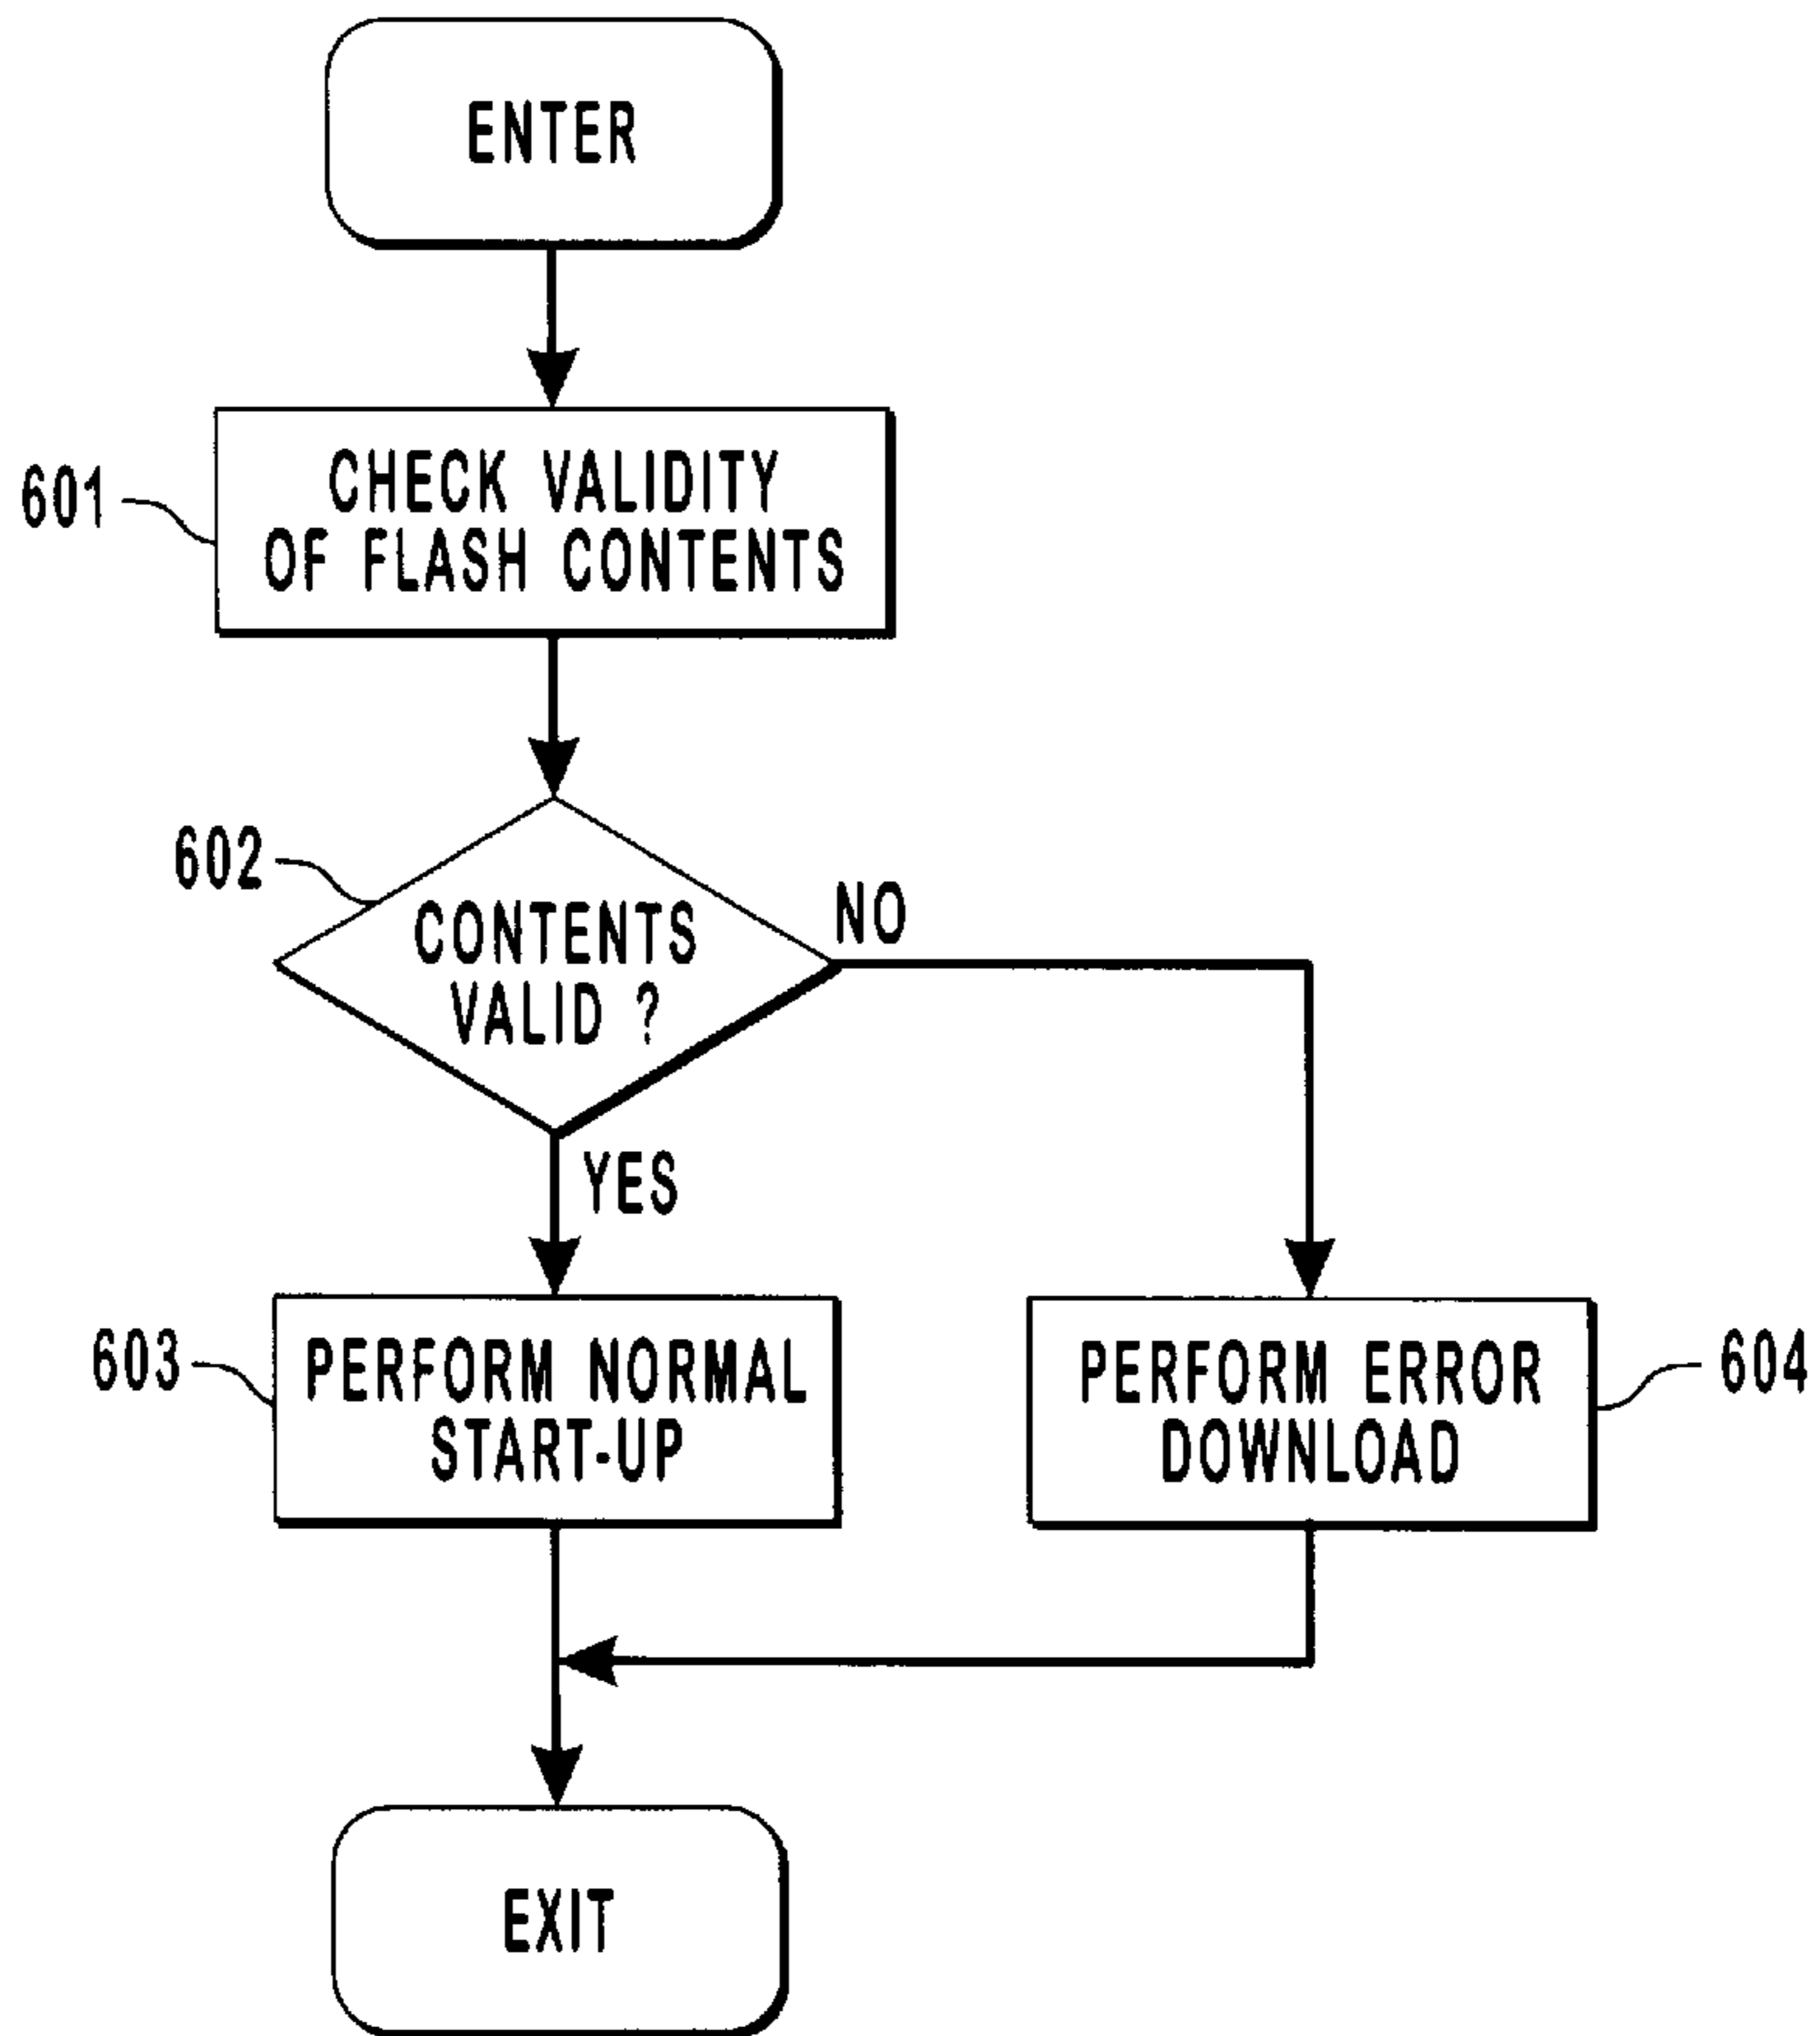 ENTER
601
CHECK VALIDITY
OF FLASH CONTENTS
602
CONTENTS
VALID ?
NO
YES
603
PERFORM NORMAL
START-UP
PERFORM ERROR
DOWNLOAD
604
EXIT